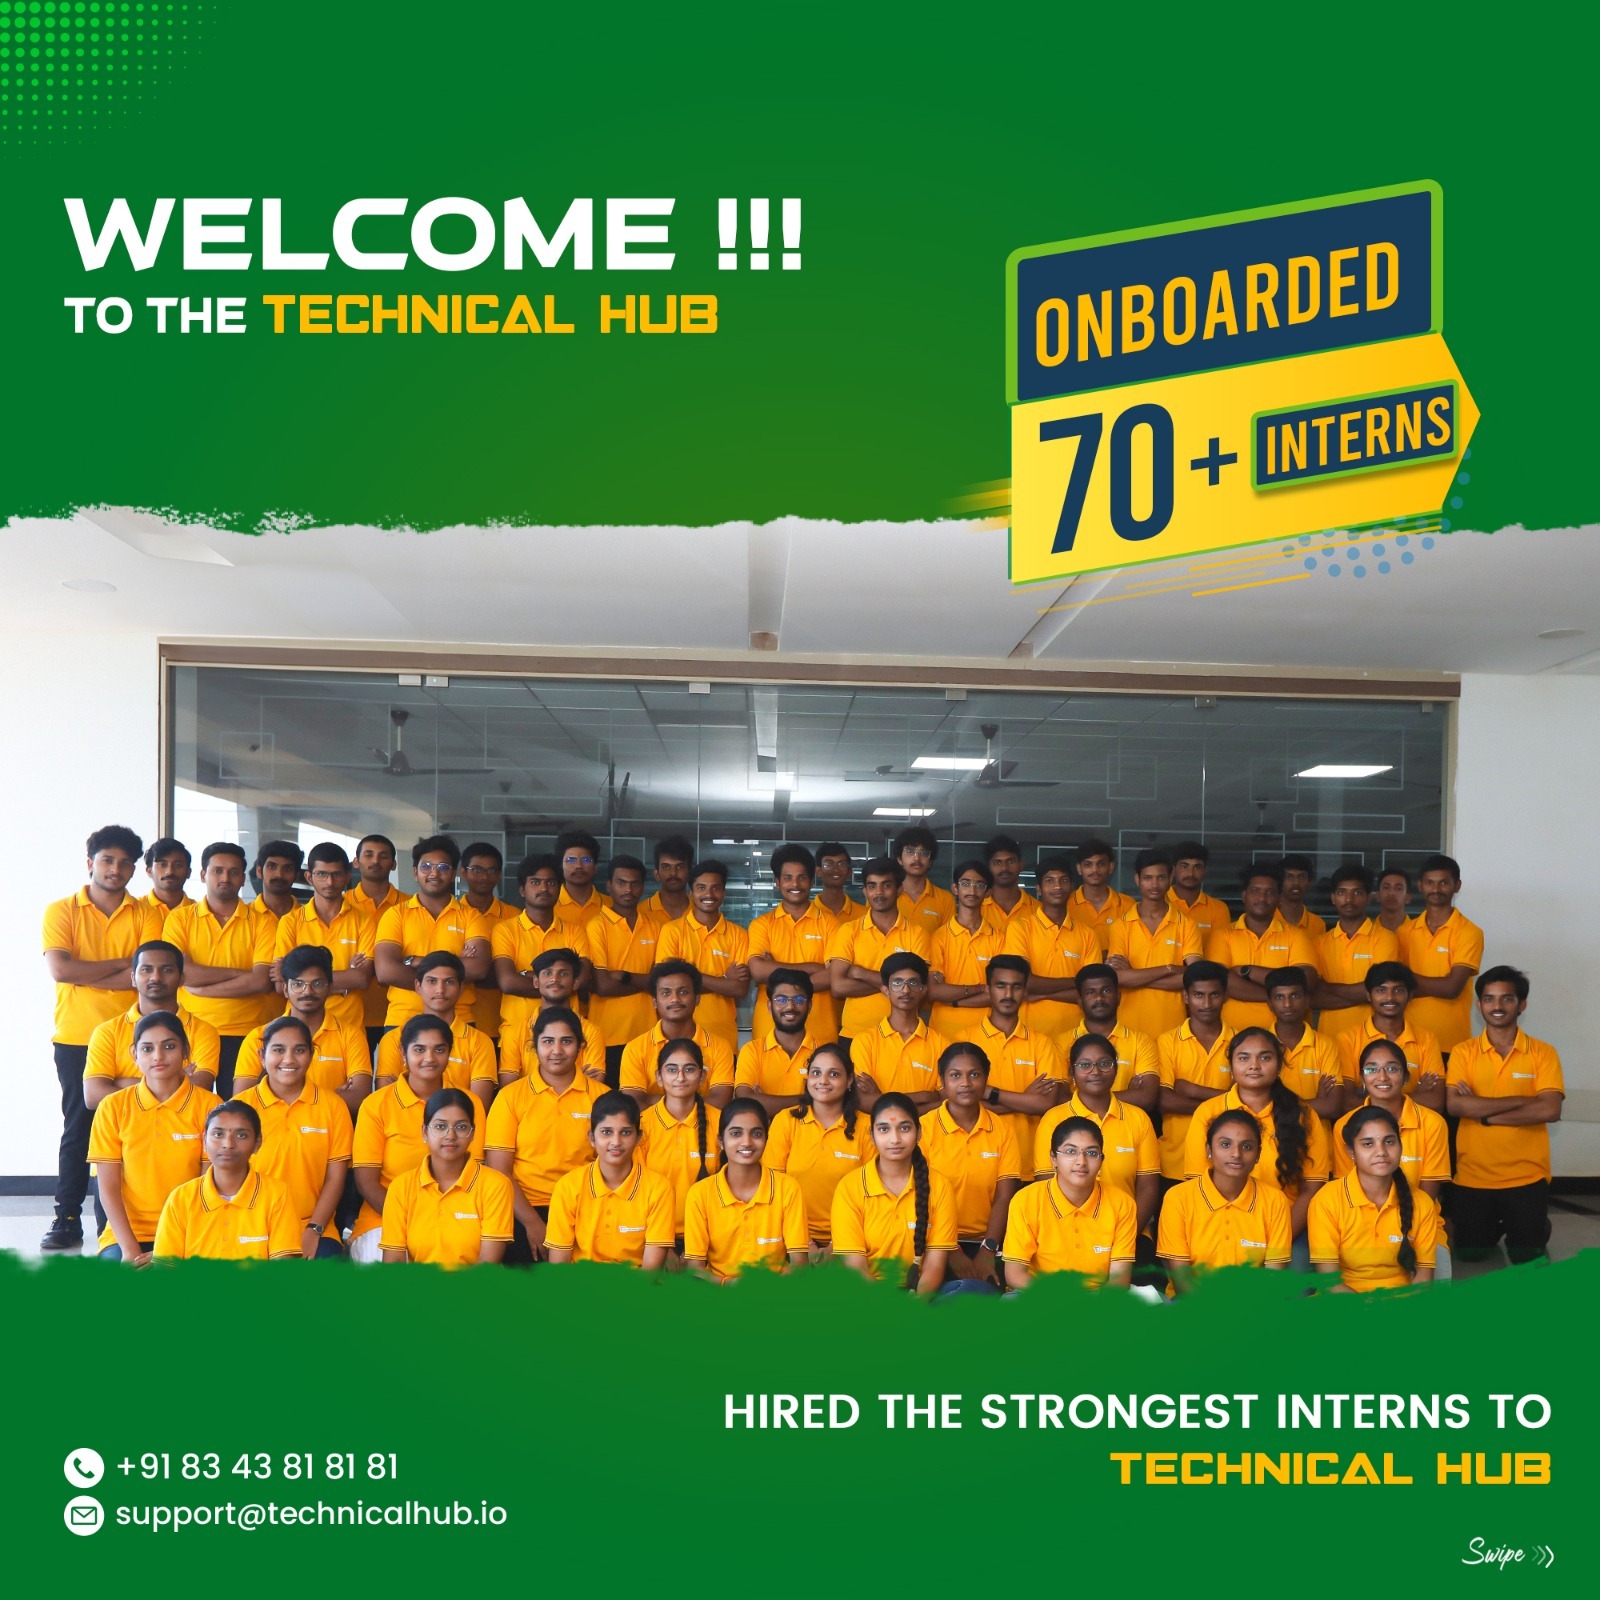 WELCOME !!!
TO THE TECHNICAL HUB
ONBOARDED
70+ INTERNS
HIRED THE STRONGEST INTERNS TO
TECHNICAL HUB
+91 83 43 81 81 81
support@technicalhub.io
Swipe